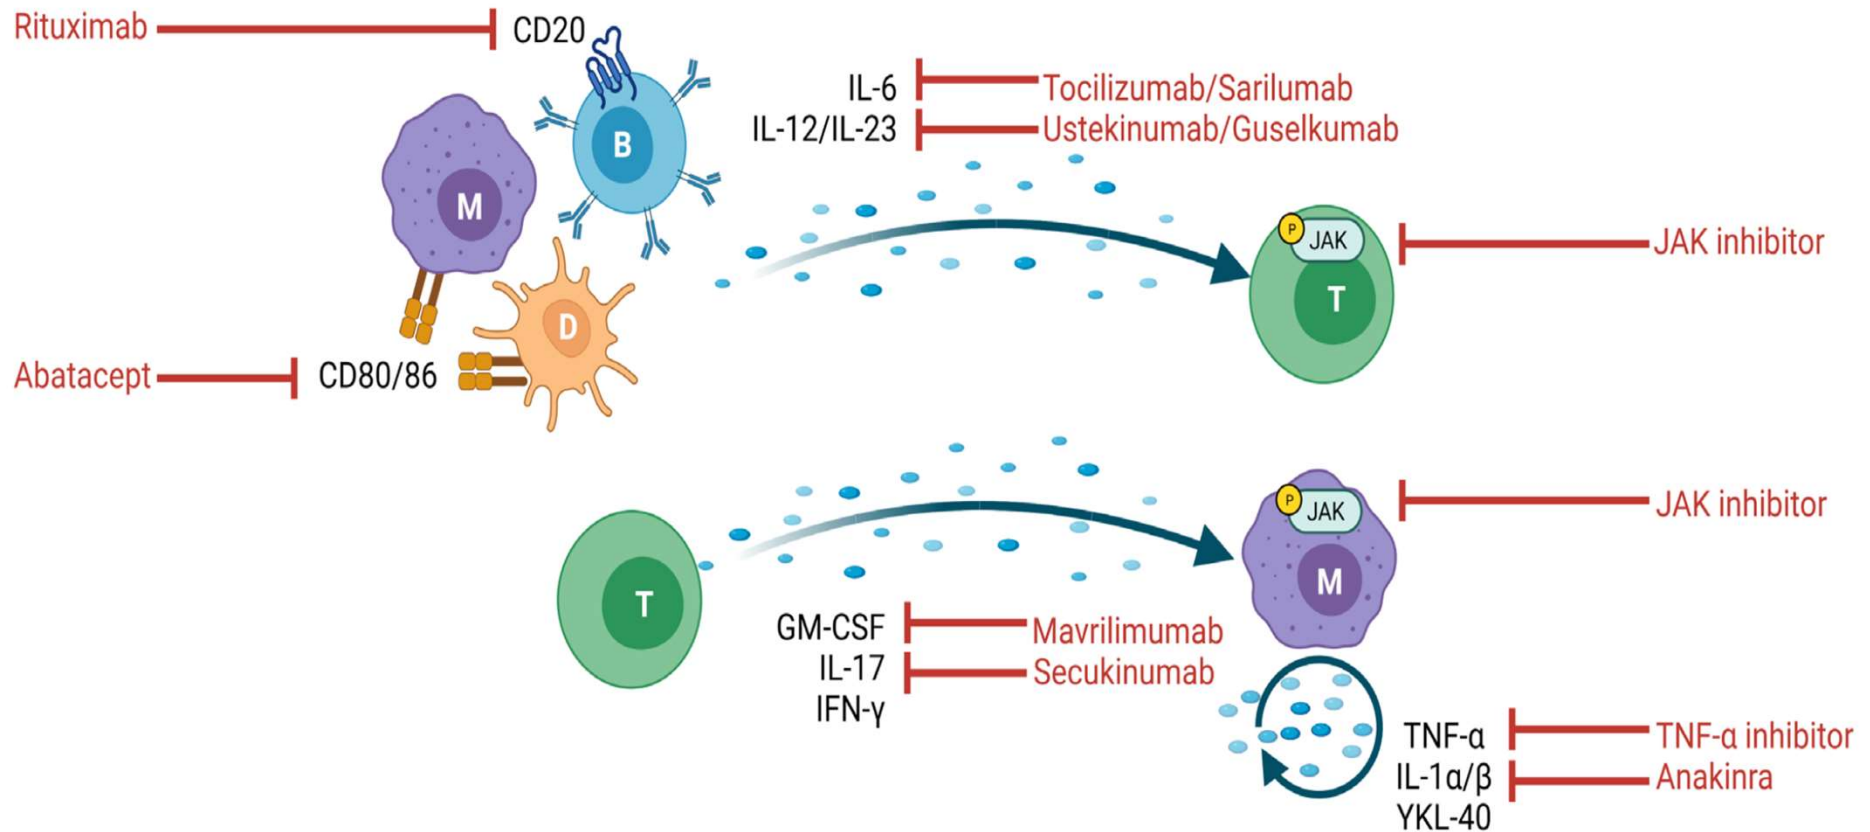 Rituximab
CD20
B
M
D
Abatacept
CD80/86
IL-6
Tocilizumab/Sarilumab
IL-12/IL-23
Ustekinumab/Guselkumab
P
JAK
T
JAK inhibitor
T
GM-CSF
Mavrilimumab
IL-17
Secukinumab
IFN-γ
P
JAK
M
JAK inhibitor
TNF-α
TNF-α inhibitor
IL-1α/β
Anakinra
YKL-40